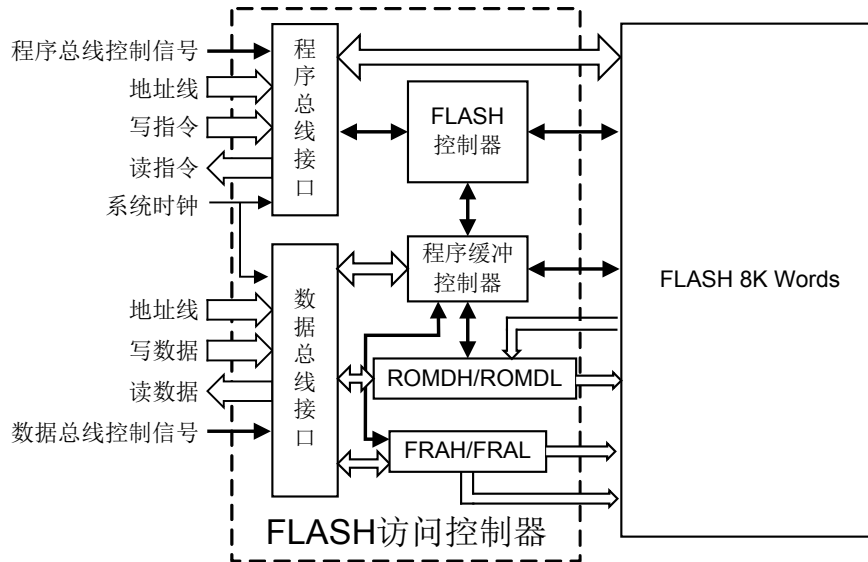 程序总线控制信号
地址线
写指令
读指令
系统时钟
程序总线接口
FLASH
控制器
程序缓冲
控制器
FLASH 8K Words
地址线
写数据
读数据
数据总线控制信号
数据总线接口
ROMDH/ROMDL
FRAH/FRAL
FLASH访问控制器